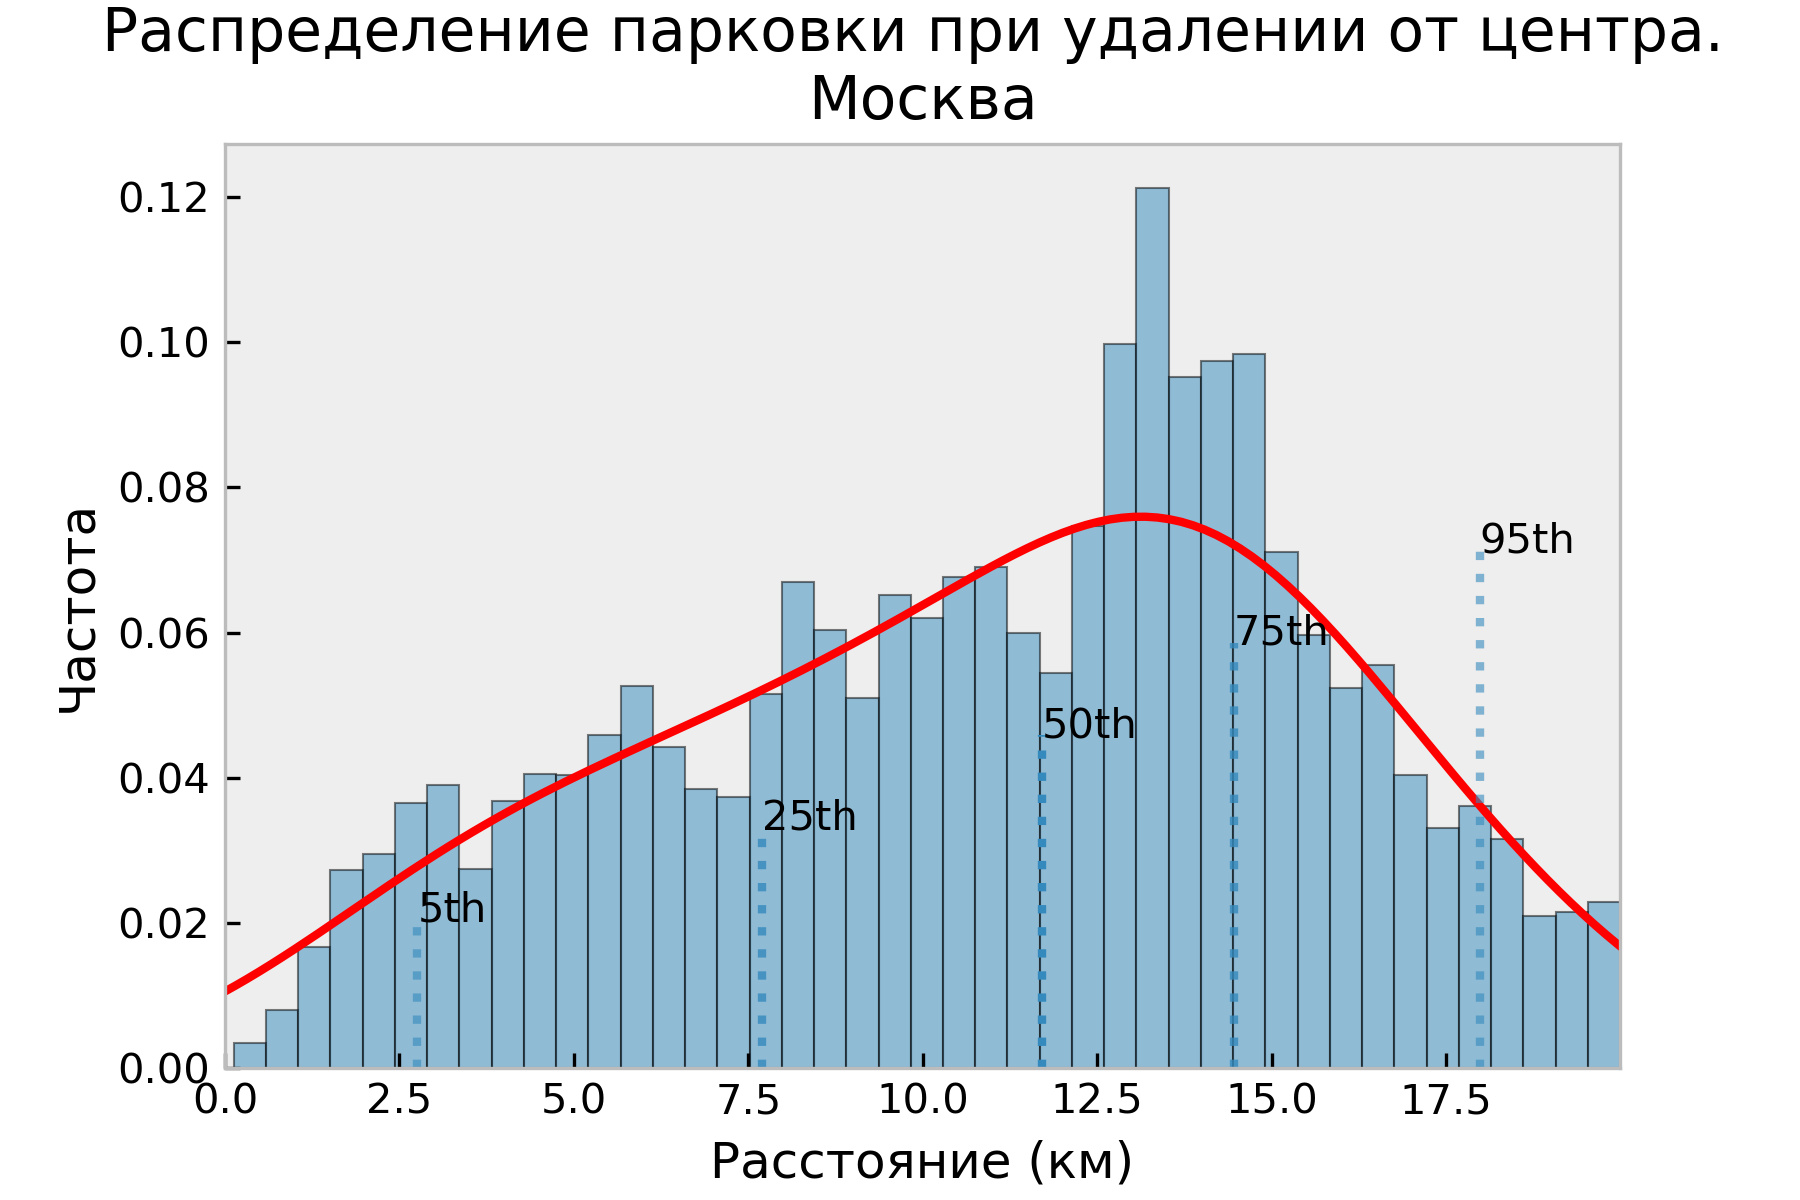 Распределение парковки при удалении от центра.
Москва
0.12
0.10
0.08
0.06
0.04
0.02
0.00
Частота
5th
25th
50th
75th
95th
0.0 2.5 5.0 7.5 10.0 12.5 15.0 17.5
Расстояние (км)